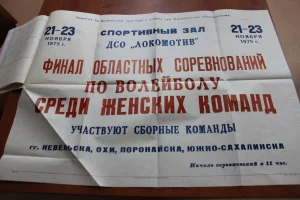 21–23
НОЯБРЯ
1975 г.
СПОРТИВНЫЙ ЗАЛ
ДСО „ЛОКОМОТИВ"
21–23
НОЯБРЯ
1975 г.
ФИНАЛ ОБЛАСТНЫХ СОРЕВНОВАНИЙ
ПО ВОЛЕЙБОЛУ
СРЕДИ ЖЕНСКИХ КОМАНД
УЧАСТВУЮТ СБОРНЫЕ КОМАНДЫ
гг. НЕВЕЛЬСКА, ОХИ, ПОРОНАЙСКА, ЮЖНО-САХАЛИНСКА
Начало соревнований в 11 час.